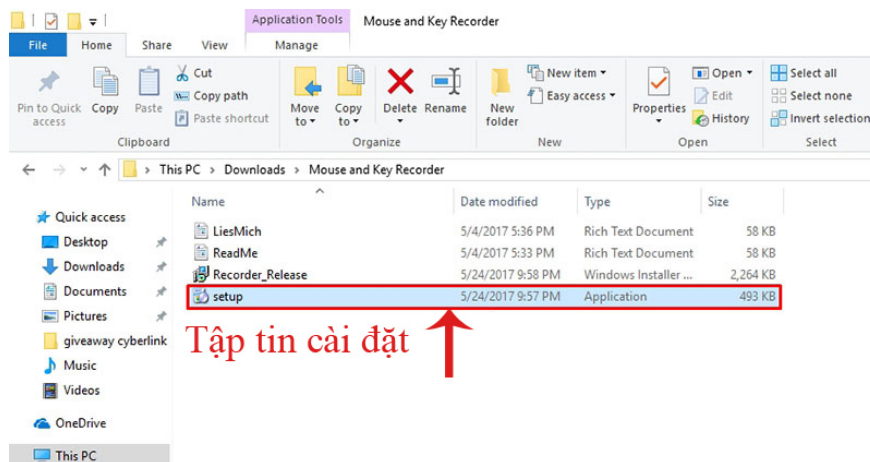 Application Tools Mouse and Key Recorder
File Home Share View Manage
Pin to Quick access
Copy
Paste
Cut
Copy path
Paste shortcut
Clipboard
Move to
Copy to
Delete
Rename
Organize
New folder
New item
Easy access
New
Properties
Open
Edit
History
Open
Select all
Select none
Invert selection
Select
This PC > Downloads > Mouse and Key Recorder
Name Date modified Type Size
LiesMich 5/4/2017 5:36 PM Rich Text Document 58 KB
ReadMe 5/4/2017 5:33 PM Rich Text Document 58 KB
Recorder_Release 5/24/2017 9:58 PM Windows Installer ... 2,264 KB
setup 5/24/2017 9:57 PM Application 493 KB
Tập tin cài đặt
Quick access
Desktop
Downloads
Documents
Pictures
giveaway cyberlink
Music
Videos
OneDrive
This PC